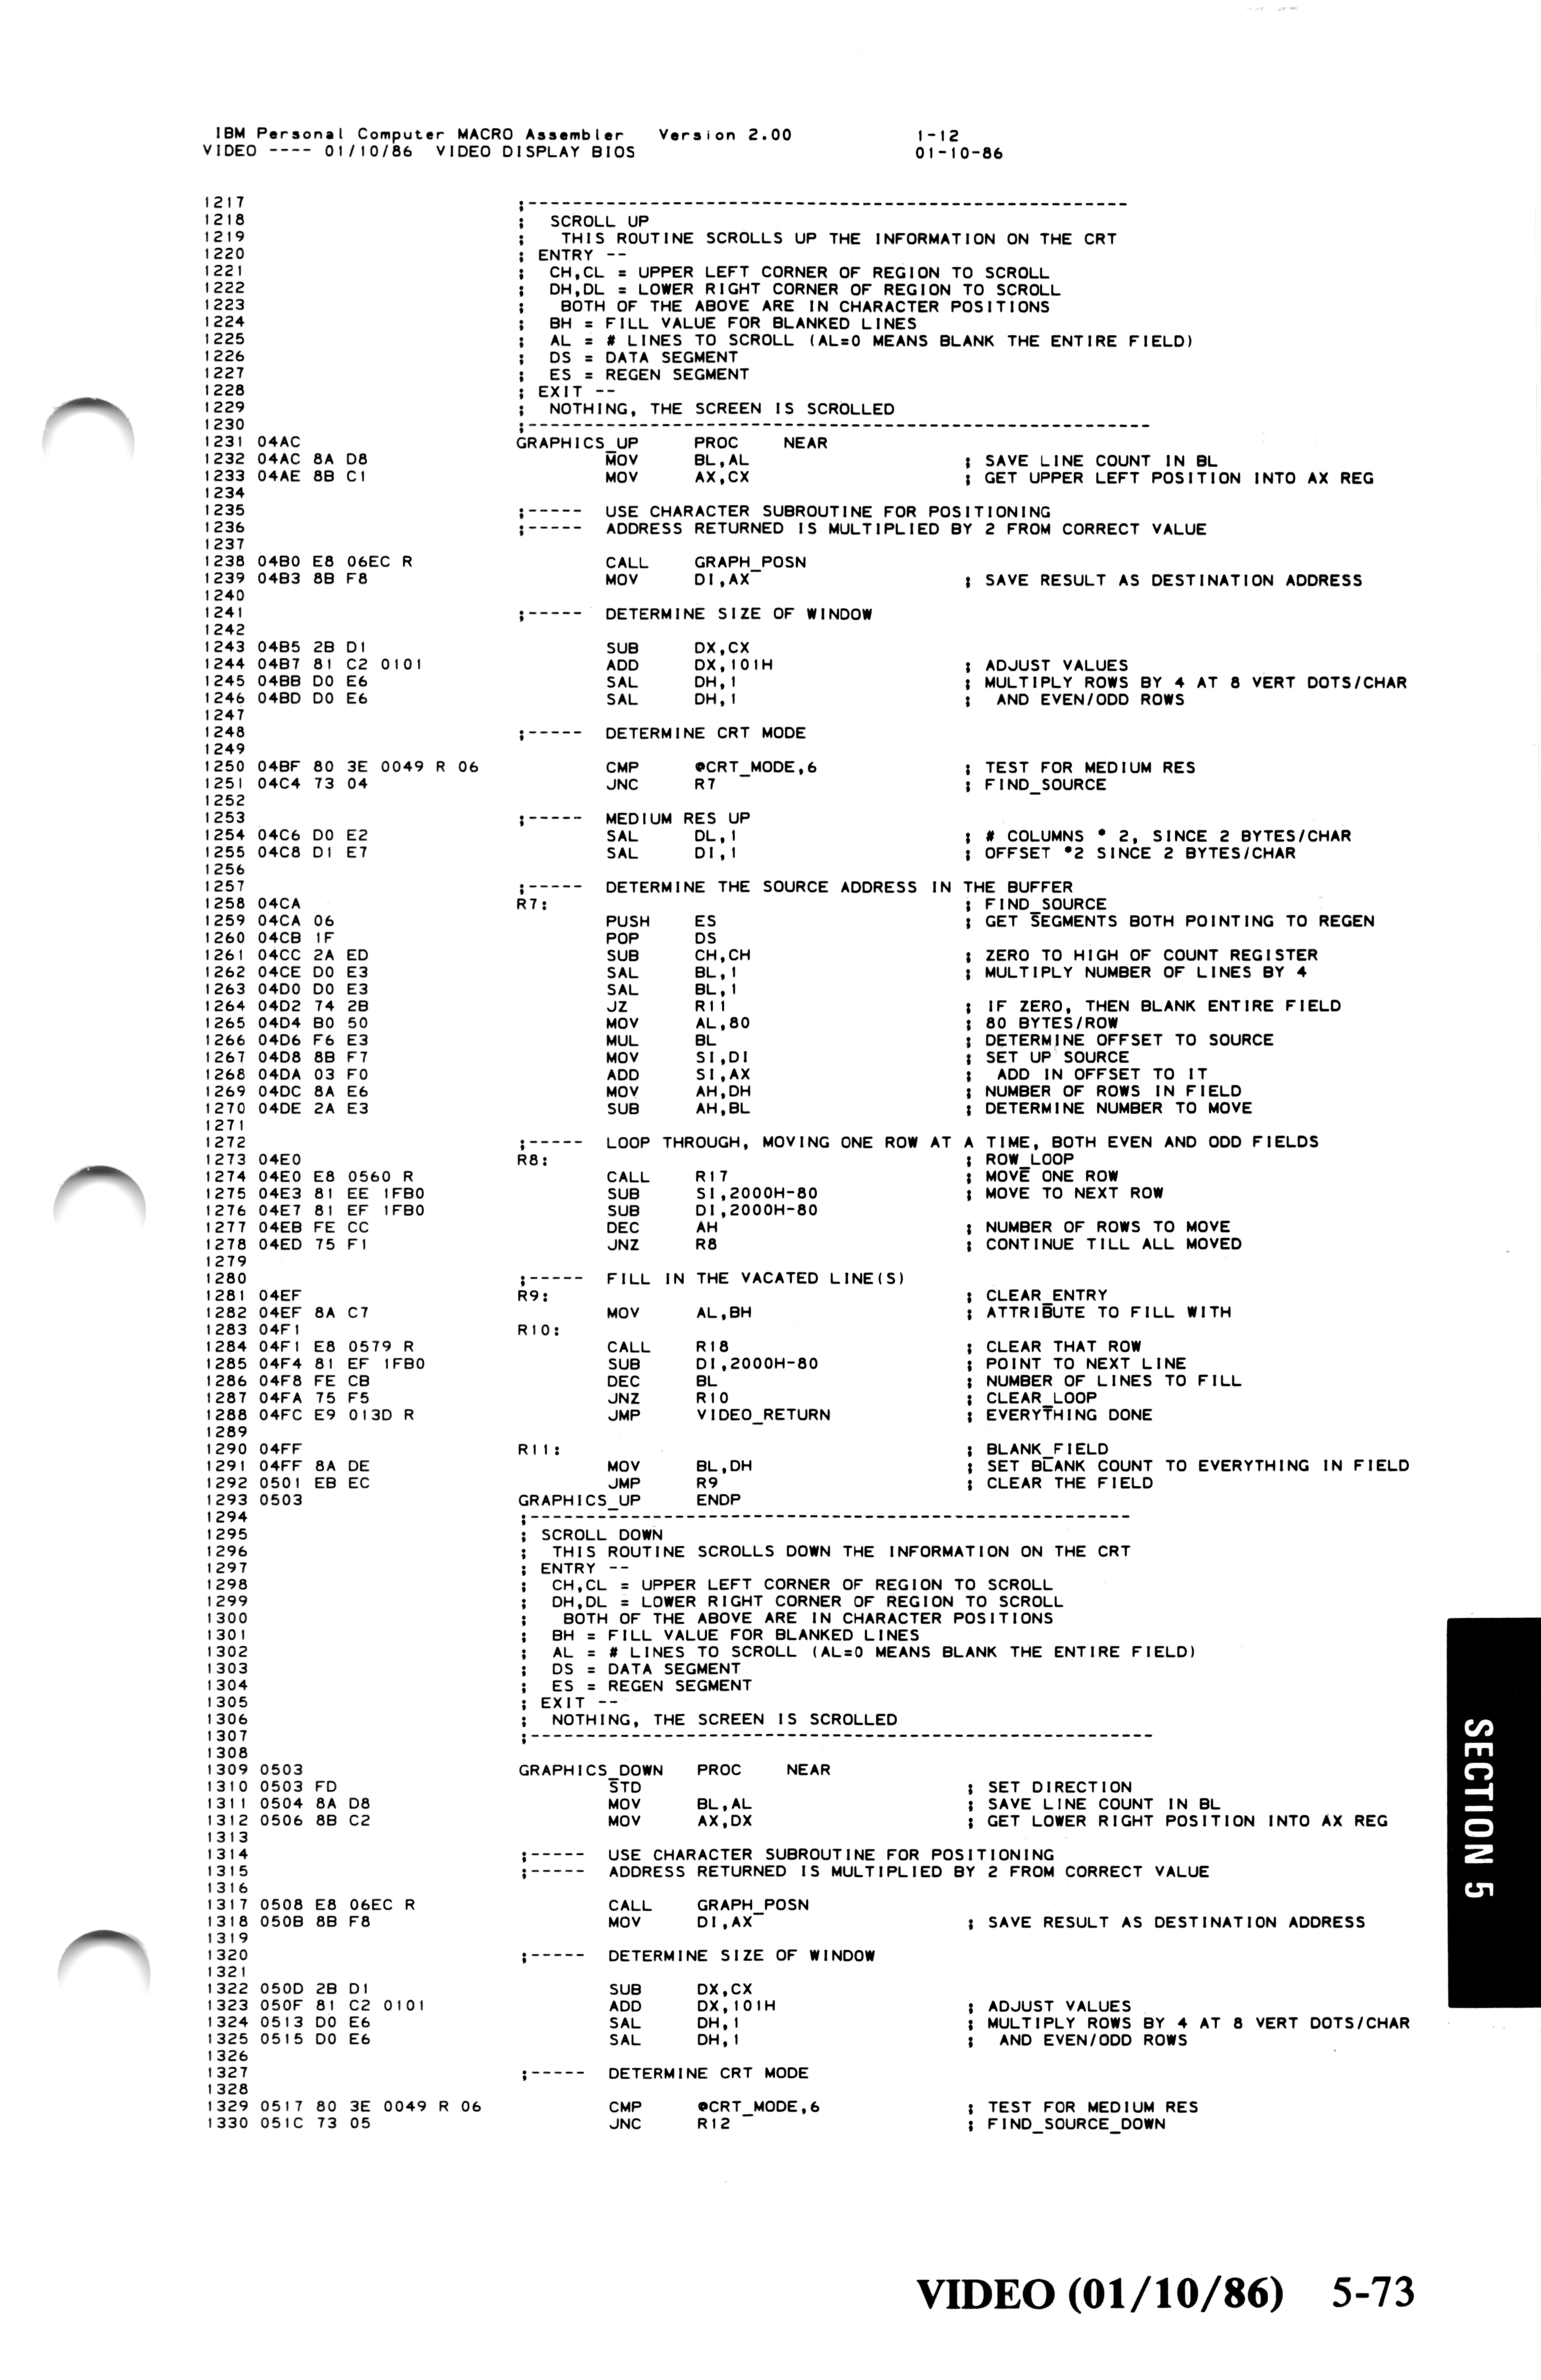 IBM Personal Computer MACRO Assembler   Version 2.00             1-12
VIDEO ---- 01/10/86  VIDEO DISPLAY BIOS                          01-10-86
1217                            ;------------------------------------------------------
1218                            ;  SCROLL UP
1219                            ;   THIS ROUTINE SCROLLS UP THE INFORMATION ON THE CRT
1220                            ; ENTRY --
1221                            ;  CH,CL = UPPER LEFT CORNER OF REGION TO SCROLL
1222                            ;  DH,DL = LOWER RIGHT CORNER OF REGION TO SCROLL
1223                            ;   BOTH OF THE ABOVE ARE IN CHARACTER POSITIONS
1224                            ;  BH = FILL VALUE FOR BLANKED LINES
1225                            ;  AL = # LINES TO SCROLL (AL=0 MEANS BLANK THE ENTIRE FIELD)
1226                            ;  DS = DATA SEGMENT
1227                            ;  ES = REGEN SEGMENT
1228                            ; EXIT --
1229                            ;  NOTHING, THE SCREEN IS SCROLLED
1230                            ;--------------------------------------------------------
1231 04AC                       GRAPHICS_UP     PROC    NEAR
1232 04AC 8A D8                         MOV     BL,AL                   ; SAVE LINE COUNT IN BL
1233 04AE 8B C1                         MOV     AX,CX                   ; GET UPPER LEFT POSITION INTO AX REG
1234
1235                            ;-----  USE CHARACTER SUBROUTINE FOR POSITIONING
1236                            ;-----  ADDRESS RETURNED IS MULTIPLIED BY 2 FROM CORRECT VALUE
1237
1238 04B0 E8 06EC R                     CALL    GRAPH_POSN
1239 04B3 8B F8                         MOV     DI,AX                   ; SAVE RESULT AS DESTINATION ADDRESS
1240
1241                            ;-----  DETERMINE SIZE OF WINDOW
1242
1243 04B5 2B D1                         SUB     DX,CX
1244 04B7 81 C2 0101                    ADD     DX,101H                 ; ADJUST VALUES
1245 04BB D0 E6                         SAL     DH,1                    ; MULTIPLY ROWS BY 4 AT 8 VERT DOTS/CHAR
1246 04BD D0 E6                         SAL     DH,1                    ;  AND EVEN/ODD ROWS
1247
1248                            ;-----  DETERMINE CRT MODE
1249
1250 04BF 80 3E 0049 R 06               CMP     @CRT_MODE,6             ; TEST FOR MEDIUM RES
1251 04C4 73 04                         JNC     R7                      ; FIND_SOURCE
1252
1253                            ;-----  MEDIUM RES UP
1254 04C6 D0 E2                         SAL     DL,1                    ; # COLUMNS * 2, SINCE 2 BYTES/CHAR
1255 04C8 D1 E7                         SAL     DI,1                    ; OFFSET *2 SINCE 2 BYTES/CHAR
1256
1257                            ;-----  DETERMINE THE SOURCE ADDRESS IN THE BUFFER
1258 04CA                       R7:                                     ; FIND_SOURCE
1259 04CA 06                            PUSH    ES                      ; GET SEGMENTS BOTH POINTING TO REGEN
1260 04CB 1F                            POP     DS
1261 04CC 2A ED                         SUB     CH,CH                   ; ZERO TO HIGH OF COUNT REGISTER
1262 04CE D0 E3                         SAL     BL,1                    ; MULTIPLY NUMBER OF LINES BY 4
1263 04D0 D0 E3                         SAL     BL,1
1264 04D2 74 2B                         JZ      R11                     ; IF ZERO, THEN BLANK ENTIRE FIELD
1265 04D4 B0 50                         MOV     AL,80                   ; 80 BYTES/ROW
1266 04D6 F6 E3                         MUL     BL                      ; DETERMINE OFFSET TO SOURCE
1267 04D8 8B F7                         MOV     SI,DI                   ; SET UP SOURCE
1268 04DA 03 F0                         ADD     SI,AX                   ;  ADD IN OFFSET TO IT
1269 04DC 8A E6                         MOV     AH,DH                   ; NUMBER OF ROWS IN FIELD
1270 04DE 2A E3                         SUB     AH,BL                   ; DETERMINE NUMBER TO MOVE
1271
1272                            ;-----  LOOP THROUGH, MOVING ONE ROW AT A TIME, BOTH EVEN AND ODD FIELDS
1273 04E0                       R8:                                     ; ROW_LOOP
1274 04E0 E8 0560 R                     CALL    R17                     ; MOVE ONE ROW
1275 04E3 81 EE 1FB0                    SUB     SI,2000H-80             ; MOVE TO NEXT ROW
1276 04E7 81 EF 1FB0                    SUB     DI,2000H-80
1277 04EB FE CC                         DEC     AH                      ; NUMBER OF ROWS TO MOVE
1278 04ED 75 F1                         JNZ     R8                      ; CONTINUE TILL ALL MOVED
1279
1280                            ;-----  FILL IN THE VACATED LINE(S)
1281 04EF                       R9:                                     ; CLEAR_ENTRY
1282 04EF 8A C7                         MOV     AL,BH                   ; ATTRIBUTE TO FILL WITH
1283 04F1                       R10:
1284 04F1 E8 0579 R                     CALL    R18                     ; CLEAR THAT ROW
1285 04F4 81 EF 1FB0                    SUB     DI,2000H-80             ; POINT TO NEXT LINE
1286 04F8 FE CB                         DEC     BL                      ; NUMBER OF LINES TO FILL
1287 04FA 75 F5                         JNZ     R10                     ; CLEAR_LOOP
1288 04FC E9 013D R                     JMP     VIDEO_RETURN            ; EVERYTHING DONE
1289
1290 04FF                       R11:                                    ; BLANK_FIELD
1291 04FF 8A DE                         MOV     BL,DH                   ; SET BLANK COUNT TO EVERYTHING IN FIELD
1292 0501 EB EC                         JMP     R9                      ; CLEAR THE FIELD
1293 0503                       GRAPHICS_UP     ENDP
1294                            ;------------------------------------------------------
1295                            ; SCROLL DOWN
1296                            ;  THIS ROUTINE SCROLLS DOWN THE INFORMATION ON THE CRT
1297                            ; ENTRY --
1298                            ;  CH,CL = UPPER LEFT CORNER OF REGION TO SCROLL
1299                            ;  DH,DL = LOWER RIGHT CORNER OF REGION TO SCROLL
1300                            ;   BOTH OF THE ABOVE ARE IN CHARACTER POSITIONS
1301                            ;  BH = FILL VALUE FOR BLANKED LINES
1302                            ;  AL = # LINES TO SCROLL (AL=0 MEANS BLANK THE ENTIRE FIELD)
1303                            ;  DS = DATA SEGMENT
1304                            ;  ES = REGEN SEGMENT
1305                            ; EXIT --
1306                            ;  NOTHING, THE SCREEN IS SCROLLED
1307                            ;--------------------------------------------------------
1308
1309 0503                       GRAPHICS_DOWN   PROC    NEAR
1310 0503 FD                            STD                             ; SET DIRECTION
1311 0504 8A D8                         MOV     BL,AL                   ; SAVE LINE COUNT IN BL
1312 0506 8B C2                         MOV     AX,DX                   ; GET LOWER RIGHT POSITION INTO AX REG
1313
1314                            ;-----  USE CHARACTER SUBROUTINE FOR POSITIONING
1315                            ;-----  ADDRESS RETURNED IS MULTIPLIED BY 2 FROM CORRECT VALUE
1316
1317 0508 E8 06EC R                     CALL    GRAPH_POSN
1318 050B 8B F8                         MOV     DI,AX                   ; SAVE RESULT AS DESTINATION ADDRESS
1319
1320                            ;-----  DETERMINE SIZE OF WINDOW
1321
1322 050D 2B D1                         SUB     DX,CX
1323 050F 81 C2 0101                    ADD     DX,101H                 ; ADJUST VALUES
1324 0513 D0 E6                         SAL     DH,1                    ; MULTIPLY ROWS BY 4 AT 8 VERT DOTS/CHAR
1325 0515 D0 E6                         SAL     DH,1                    ;  AND EVEN/ODD ROWS
1326
1327                            ;-----  DETERMINE CRT MODE
1328
1329 0517 80 3E 0049 R 06               CMP     @CRT_MODE,6             ; TEST FOR MEDIUM RES
1330 051C 73 05                         JNC     R12                     ; FIND_SOURCE_DOWN
SECTION 5
VIDEO (01/10/86)   5-73